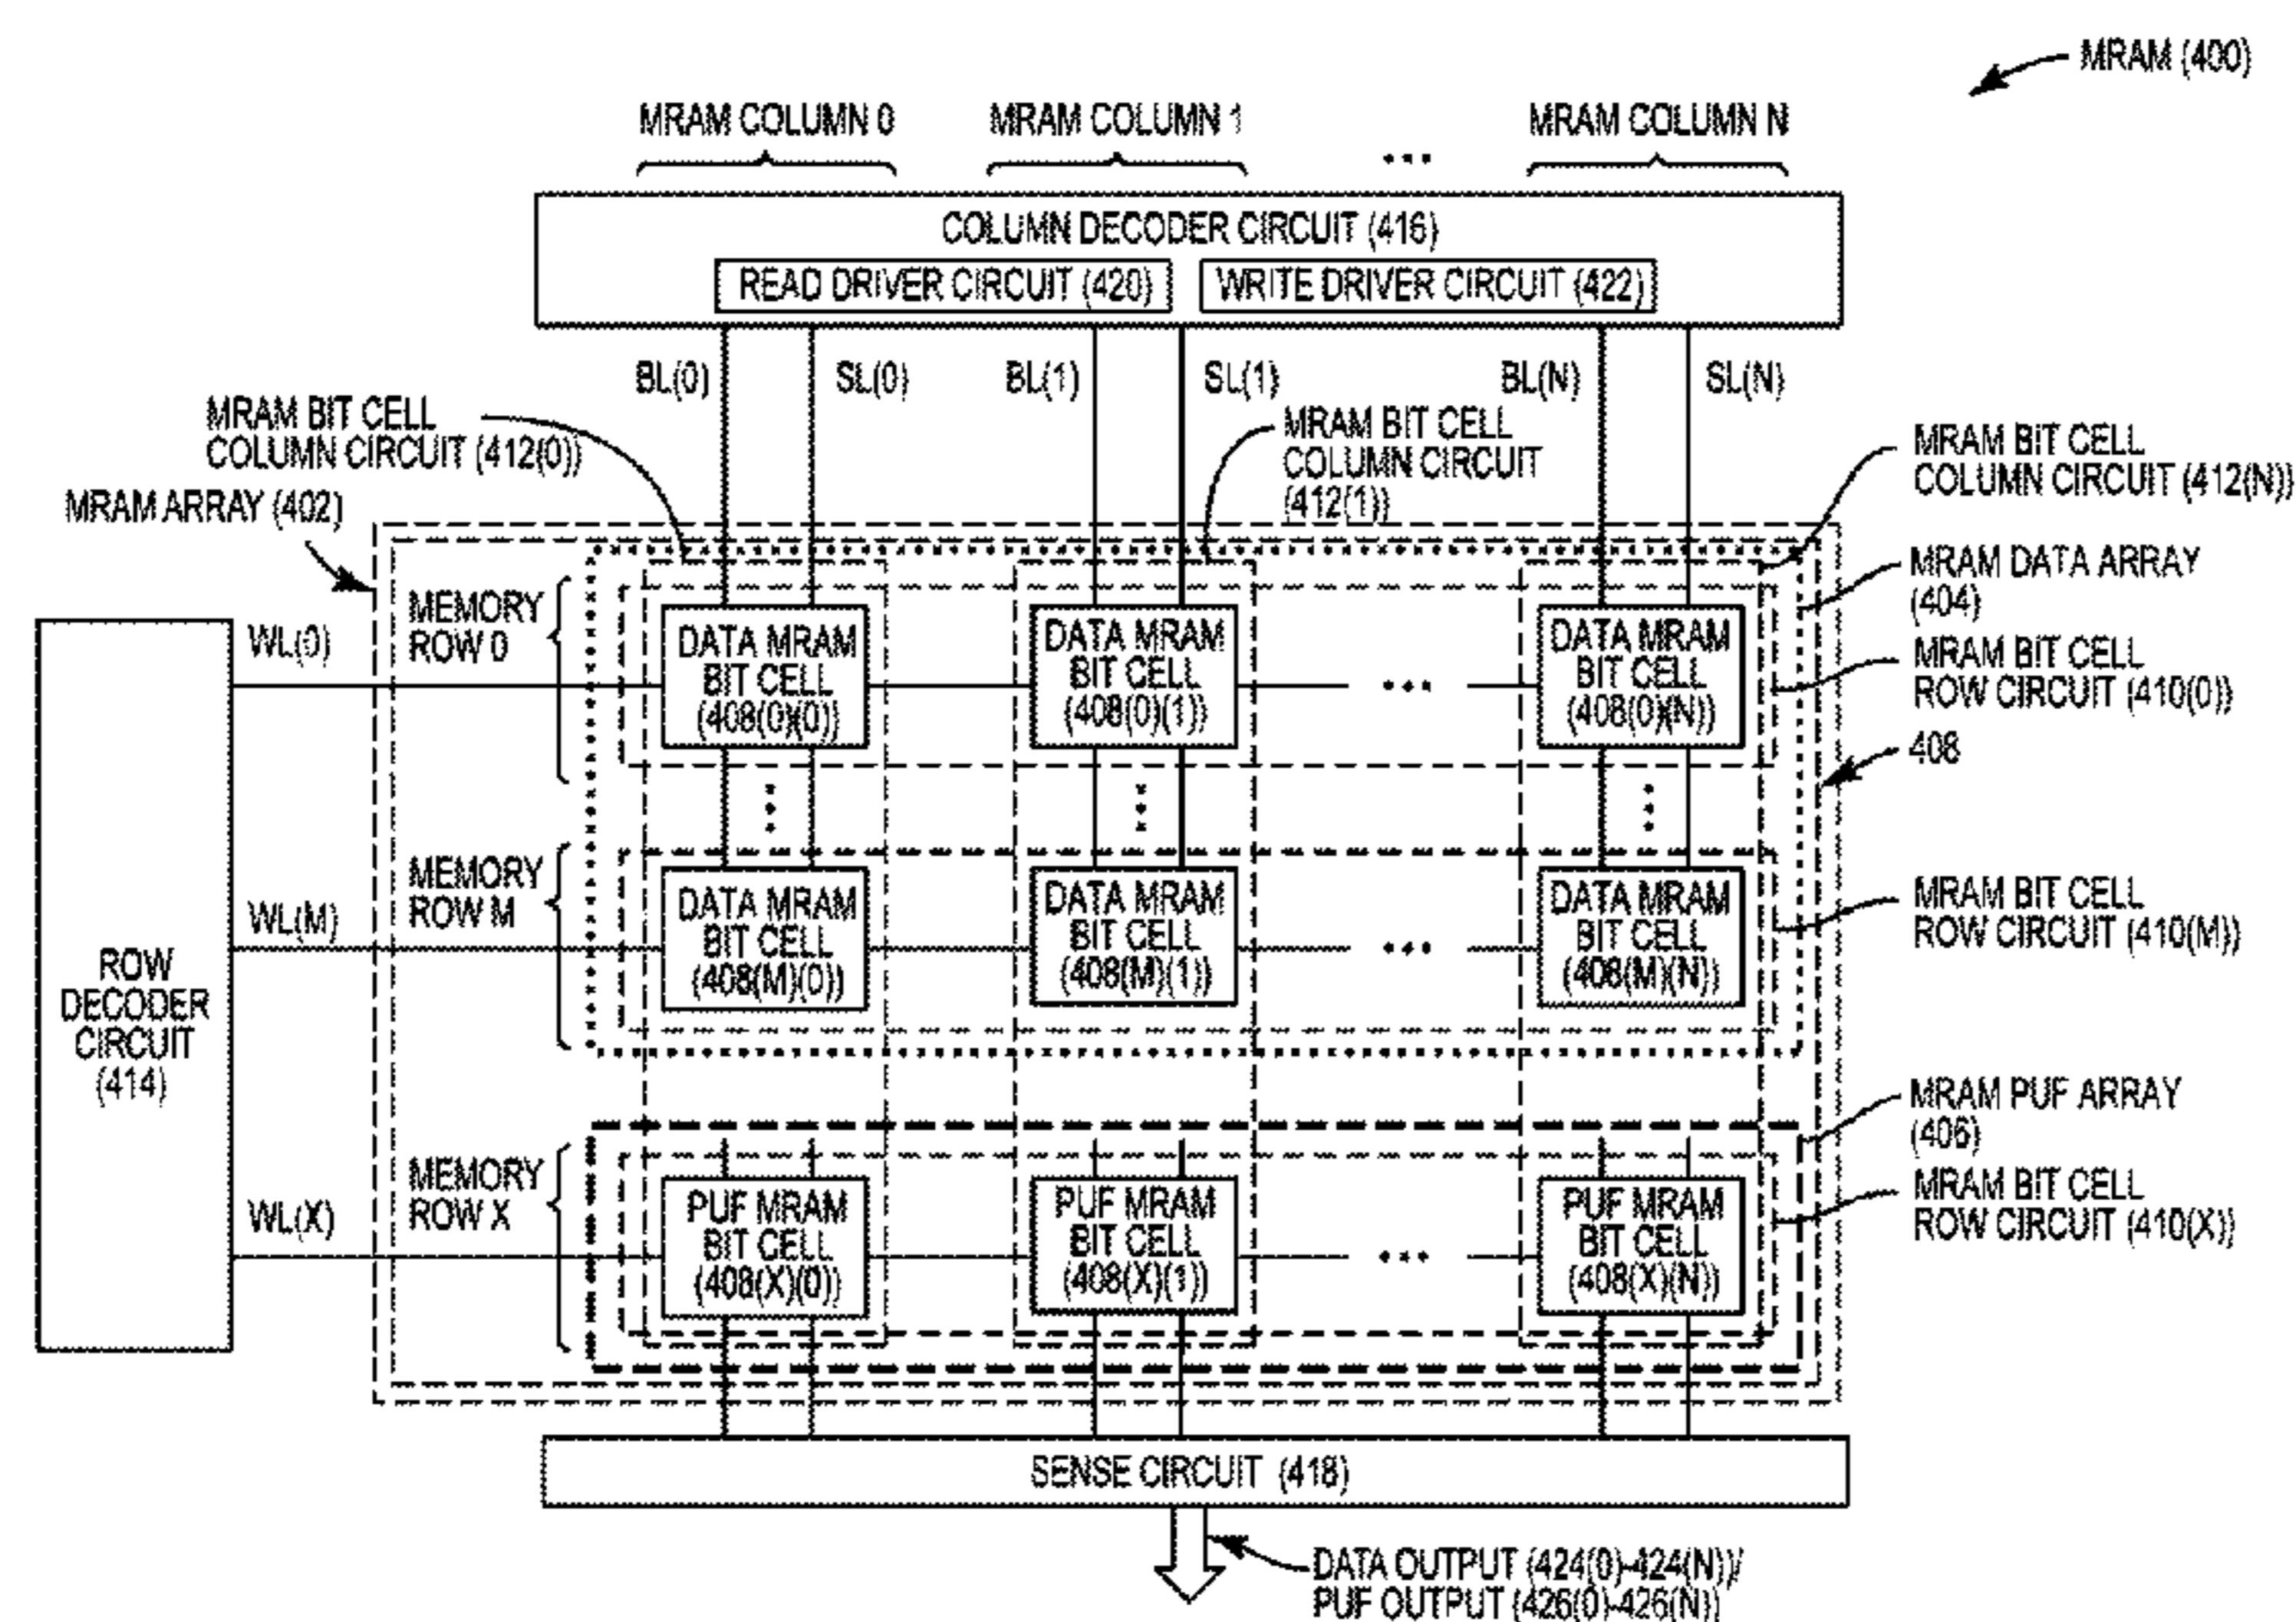 MRAM (400)
MRAM COLUMN 0
MRAM COLUMN 1
...
MRAM COLUMN N
COLUMN DECODER CIRCUIT (416)
READ DRIVER CIRCUIT (420)
WRITE DRIVER CIRCUIT (422)
BL(0)
SL(0)
BL(1)
SL(1)
BL(N)
SL(N)
MRAM BIT CELL
COLUMN CIRCUIT (412(0))
MRAM BIT CELL
COLUMN CIRCUIT
(412(1))
MRAM BIT CELL
COLUMN CIRCUIT (412(N))
MRAM ARRAY (402)
MRAM DATA ARRAY
(404)
MRAM BIT CELL
ROW CIRCUIT (410(0))
408
MEMORY
ROW 0
WL(0)
DATA MRAM
BIT CELL
(408(0)(0))
DATA MRAM
BIT CELL
(408(0)(1))
...
DATA MRAM
BIT CELL
(408(0)(N))
MEMORY
ROW M
WL(M)
DATA MRAM
BIT CELL
(408(M)(0))
DATA MRAM
BIT CELL
(408(M)(1))
...
DATA MRAM
BIT CELL
(408(M)(N))
MRAM BIT CELL
ROW CIRCUIT (410(M))
ROW
DECODER
CIRCUIT
(414)
MRAM PUF ARRAY
(406)
MRAM BIT CELL
ROW CIRCUIT (410(X))
MEMORY
ROW X
WL(X)
PUF MRAM
BIT CELL
(408(X)(0))
PUF MRAM
BIT CELL
(408(X)(1))
...
PUF MRAM
BIT CELL
(408(X)(N))
SENSE CIRCUIT (418)
DATA OUTPUT (424(0)-424(N))/
PUF OUTPUT (426(0)-426(N))